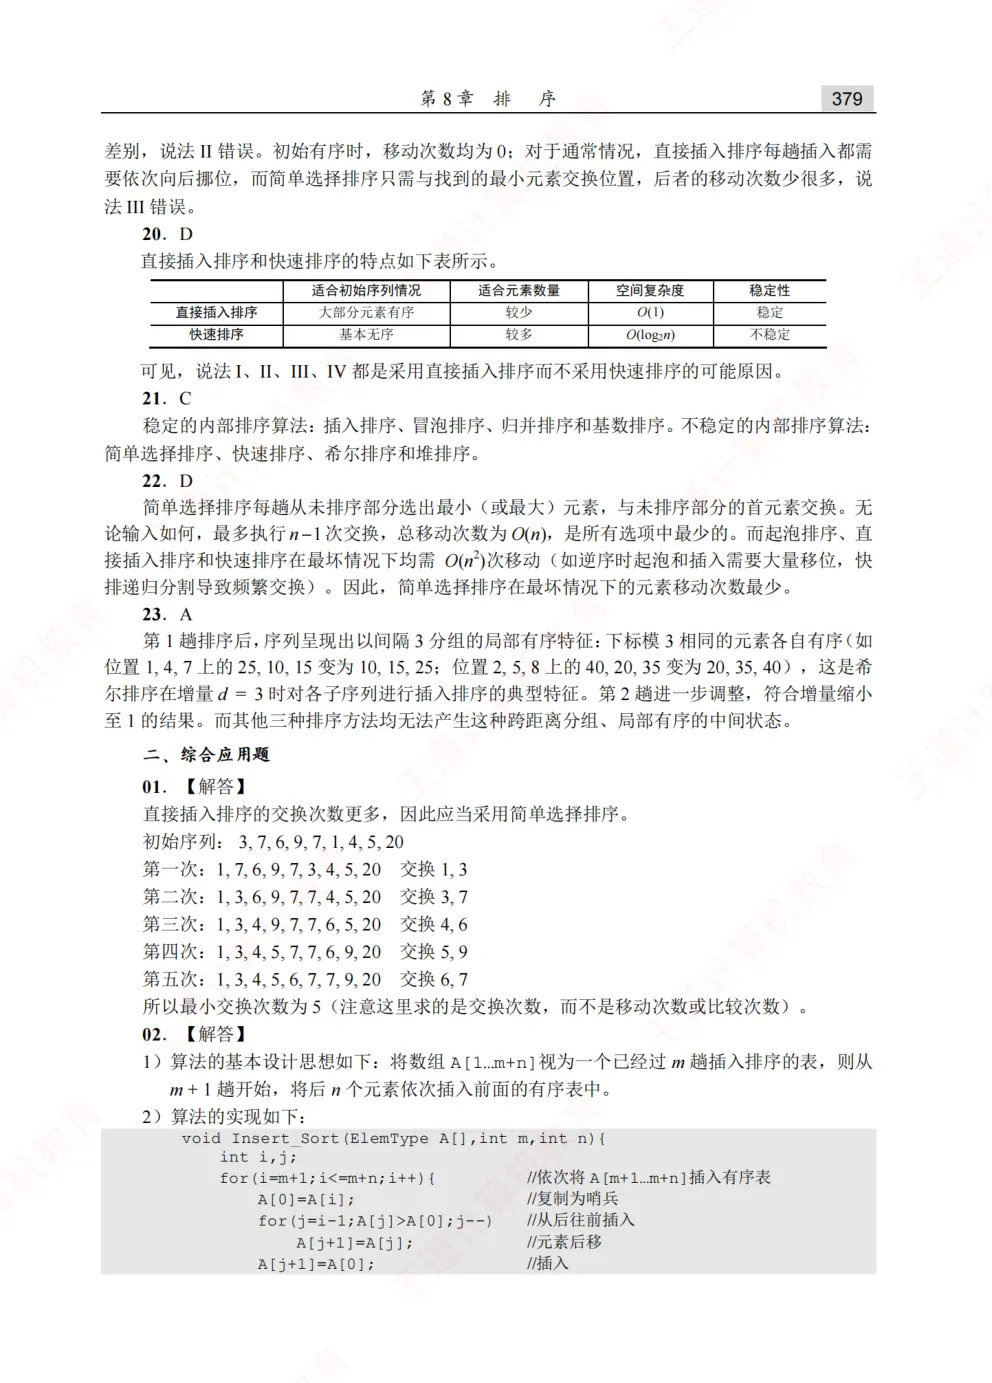 第 8 章 排 序 379
差别，说法 II 错误。初始有序时，移动次数均为 0；对于通常情况，直接插入排序每趟插入都需
要依次向后挪位，而简单选择排序只需与找到的最小元素交换位置，后者的移动次数少很多，说
法 III 错误。
20．D
直接插入排序和快速排序的特点如下表所示。
适合初始序列情况 适合元素数量 空间复杂度 稳定性
直接插入排序 大部分元素有序 较少 O(1) 稳定
快速排序 基本无序 较多 O(log₂n) 不稳定
可见，说法 I、II、III、IV 都是采用直接插入排序而不采用快速排序的可能原因。
21．C
稳定的内部排序算法：插入排序、冒泡排序、归并排序和基数排序。不稳定的内部排序算法：
简单选择排序、快速排序、希尔排序和堆排序。
22．D
简单选择排序每趟从未排序部分选出最小（或最大）元素，与未排序部分的首元素交换。无
论输入如何，最多执行 n−1 次交换，总移动次数为 O(n)，是所有选项中最少的。而起泡排序、直
接插入排序和快速排序在最坏情况下均需 O(n²)次移动（如逆序时起泡和插入需要大量移位，快
排递归分割导致频繁交换）。因此，简单选择排序在最坏情况下的元素移动次数最少。
23．A
第 1 趟排序后，序列呈现出以间隔 3 分组的局部有序特征：下标模 3 相同的元素各自有序（如
位置 1, 4, 7 上的 25, 10, 15 变为 10, 15, 25；位置 2, 5, 8 上的 40, 20, 35 变为 20, 35, 40），这是希
尔排序在增量 d = 3 时对各子序列进行插入排序的典型特征。第 2 趟进一步调整，符合增量缩小
至 1 的结果。而其他三种排序方法均无法产生这种跨距离分组、局部有序的中间状态。
二、综合应用题
01．【解答】
直接插入排序的交换次数更多，因此应当采用简单选择排序。
初始序列： 3, 7, 6, 9, 7, 1, 4, 5, 20
第一次：1, 7, 6, 9, 7, 3, 4, 5, 20 交换 1, 3
第二次：1, 3, 6, 9, 7, 7, 4, 5, 20 交换 3, 7
第三次：1, 3, 4, 9, 7, 7, 6, 5, 20 交换 4, 6
第四次：1, 3, 4, 5, 7, 7, 6, 9, 20 交换 5, 9
第五次：1, 3, 4, 5, 6, 7, 7, 9, 20 交换 6, 7
所以最小交换次数为 5（注意这里求的是交换次数，而不是移动次数或比较次数）。
02．【解答】
1）算法的基本设计思想如下：将数组 A[1…m+n]视为一个已经过 m 趟插入排序的表，则从
m + 1 趟开始，将后 n 个元素依次插入前面的有序表中。
2）算法的实现如下：
void Insert_Sort(ElemType A[],int m,int n){
int i,j;
for(i=m+1;i<=m+n;i++){ //依次将 A[m+1…m+n]插入有序表
A[0]=A[i]; //复制为哨兵
for(j=i-1;A[j]>A[0];j--) //从后往前插入
A[j+1]=A[j]; //元素后移
A[j+1]=A[0]; //插入